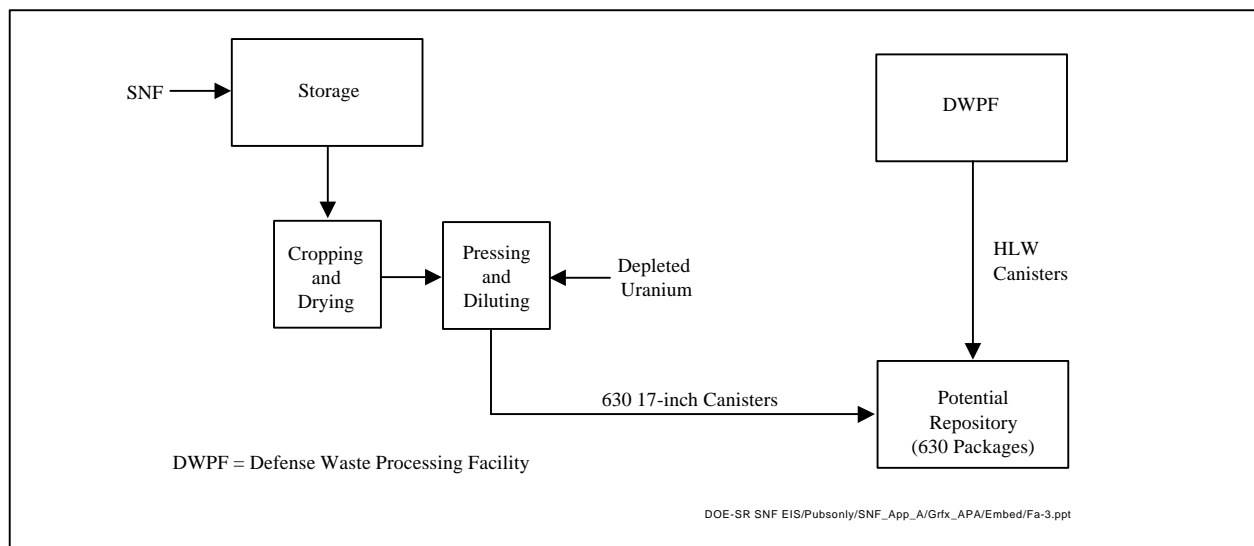 SNF
Storage
DWPF
Cropping
and
Drying
Pressing
and
Diluting
Depleted
Uranium
HLW
Canisters
630 17-inch Canisters
Potential
Repository
(630 Packages)
DWPF = Defense Waste Processing Facility
DOE-SR SNF EIS/Pubsonly/SNF_App_A/Grfx_APA/Embed/Fa-3.ppt